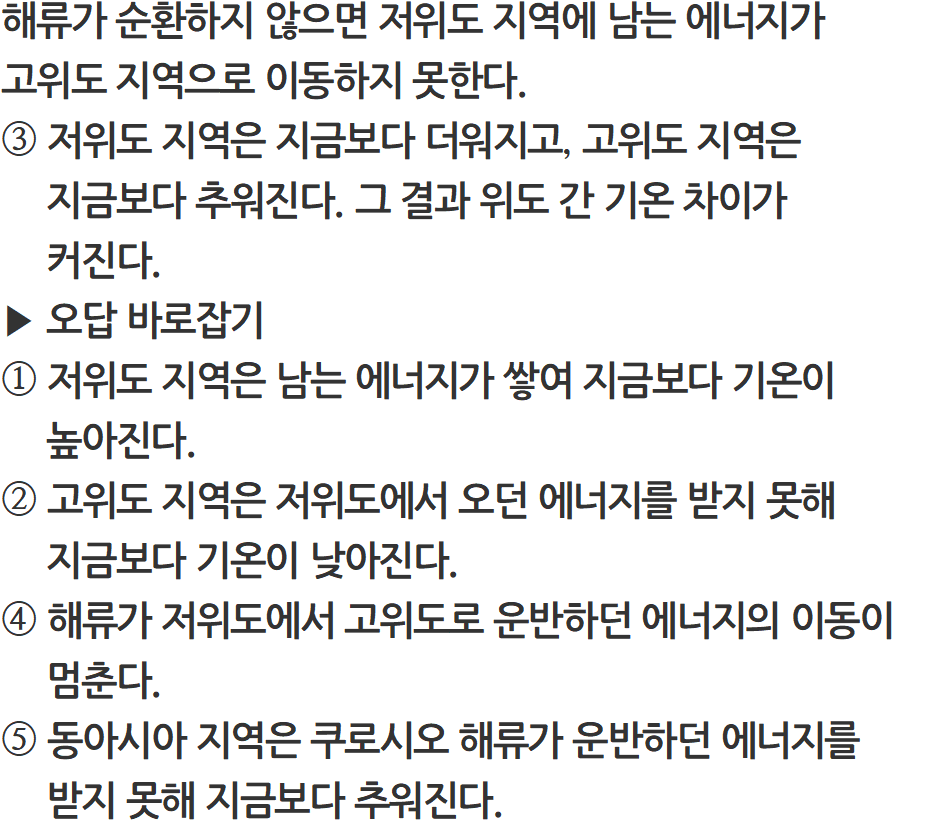 해류가 순환하지 않으면 저위도 지역에 남는 에너지가
고위도 지역으로 이동하지 못한다.
③ 저위도 지역은 지금보다 더워지고, 고위도 지역은
지금보다 추워진다. 그 결과 위도 간 기온 차이가
커진다.
▶ 오답 바로잡기
① 저위도 지역은 남는 에너지가 쌓여 지금보다 기온이
높아진다.
② 고위도 지역은 저위도에서 오던 에너지를 받지 못해
지금보다 기온이 낮아진다.
④ 해류가 저위도에서 고위도로 운반하던 에너지의 이동이
멈춘다.
⑤ 동아시아 지역은 쿠로시오 해류가 운반하던 에너지를
받지 못해 지금보다 추워진다.